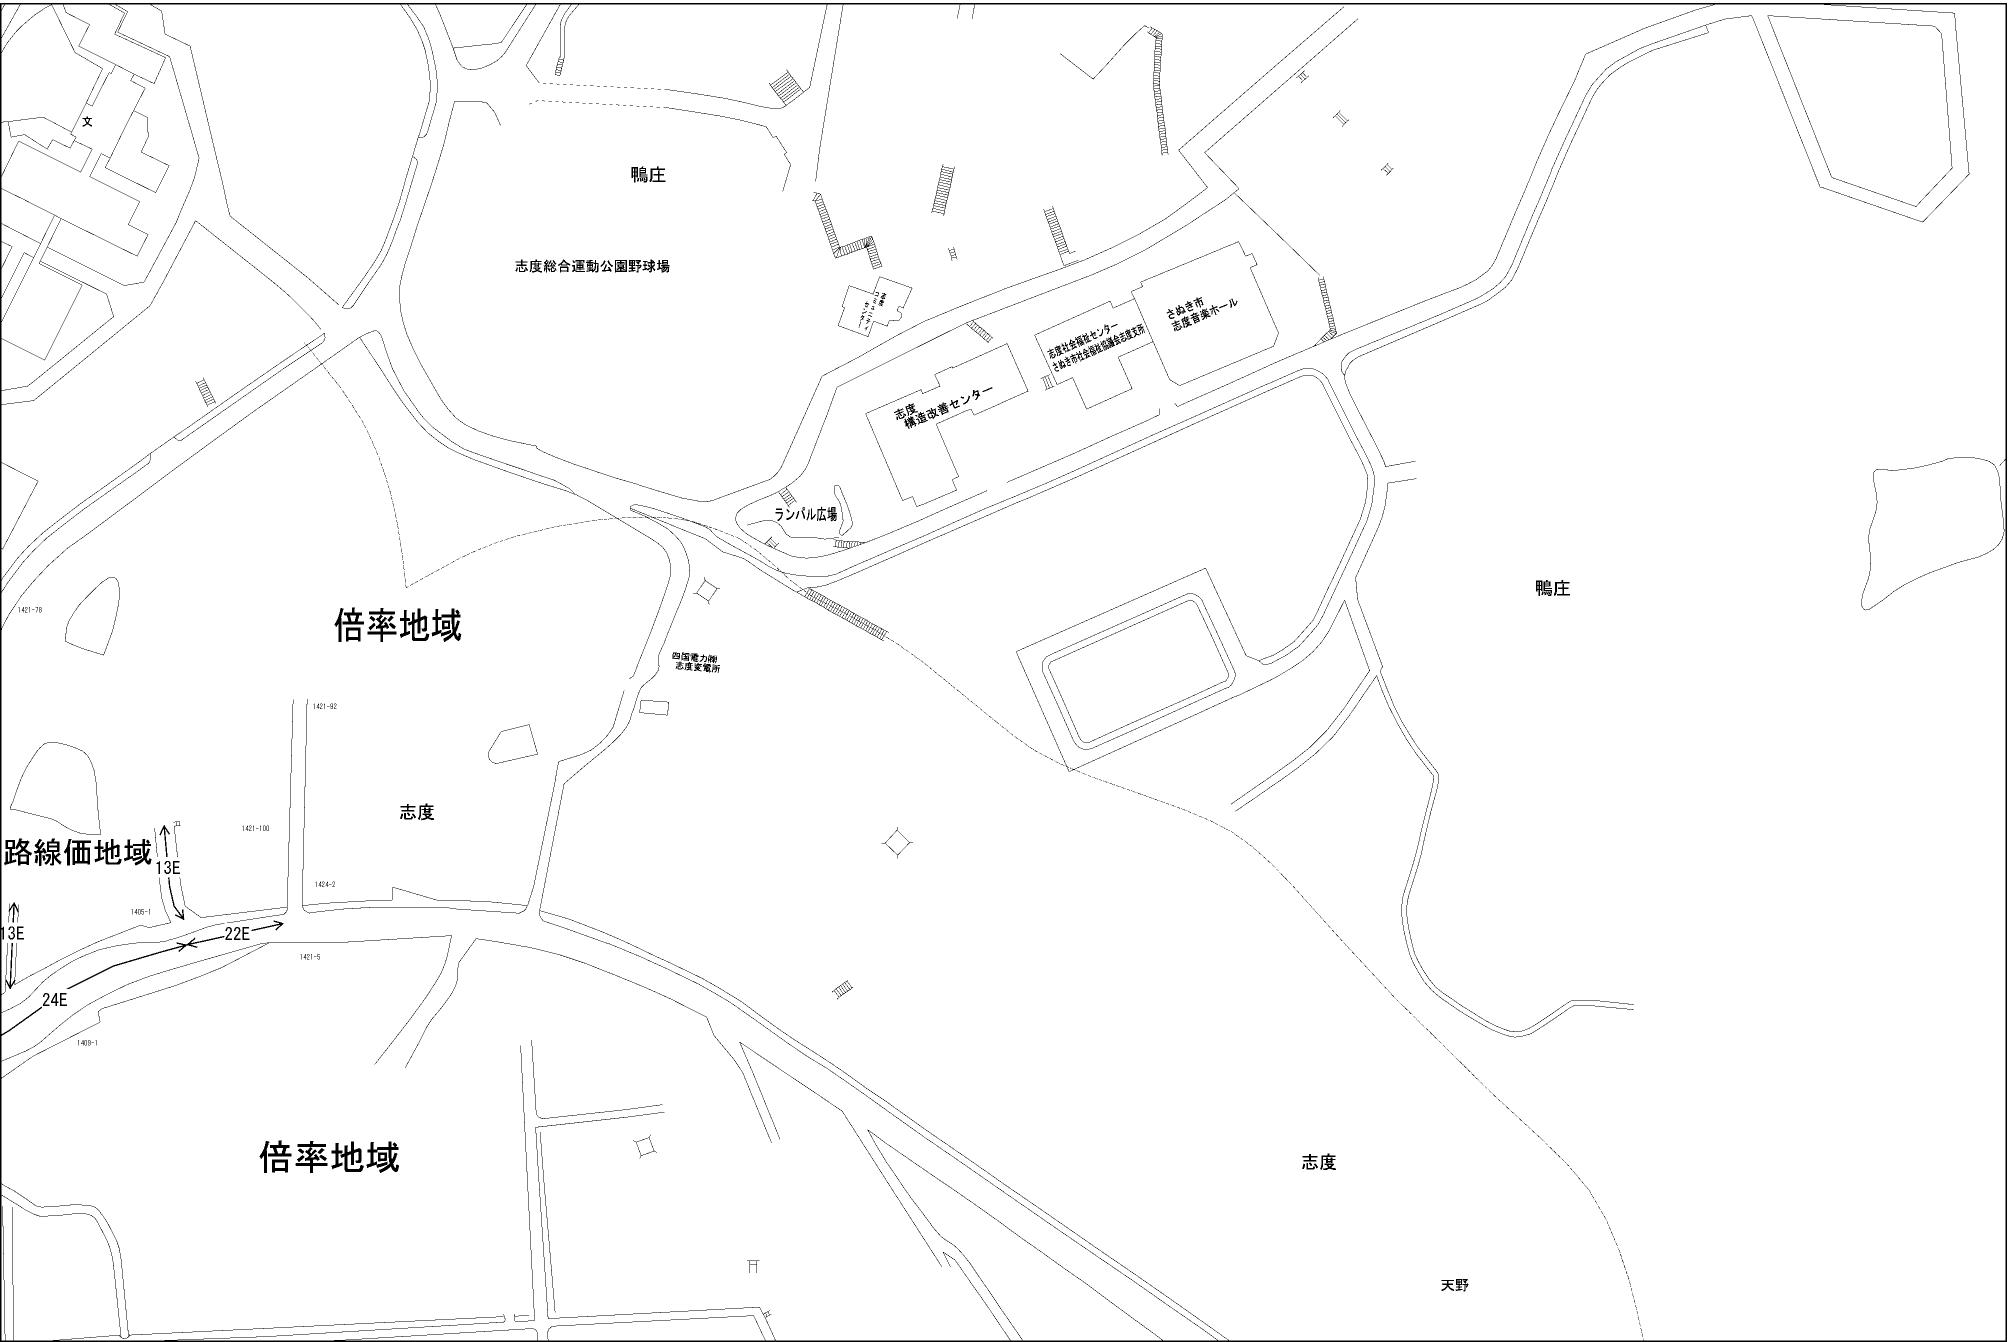 文
鴨庄
志度総合運動公園野球場
さぬき市
志度音楽ホール
志度社会福祉センター
さぬき市社会福祉協議会志度支所
志度
構造改善センター
ランパル広場
鴨庄
1421-78
倍率地域
四国電力㈱
志度変電所
1421-92
志度
1421-100
路線価地域
13E
1424-2
1405-1
13E
22E
1421-5
24E
1409-1
倍率地域
志度
天野